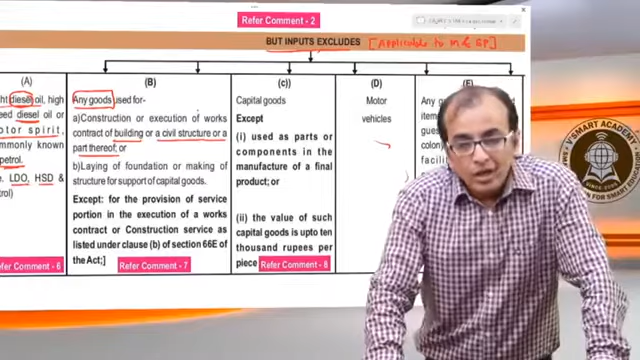 Refer Comment - 2
BUT INPUTS EXCLUDES [Applicable to M & SP]
(A)
ht diesel oil, high
eed diesel oil or
otor spirit,
ommonly known
petrol.
LDO, HSD &
rol)
Refer Comment - 6
(B)
Any goods used for-
a)Construction or execution of works
contract of building or a civil structure or a
part thereof; or
b)Laying of foundation or making of
structure for support of capital goods.
Except: for the provision of service
portion in the execution of a works
contract or Construction service as
listed under clause (b) of section 66E of
the Act;]
Refer Comment - 7
(c))
Capital goods
Except
(i) used as parts or
components in the
manufacture of a final
product; or
(ii) the value of such
capital goods is upto ten
thousand rupees per
piece
Refer Comment - 8
(D)
Motor
vehicles
(E)
Any go
item
gues
colony
facili
V'SMART ACADEMY
SINCE 2005